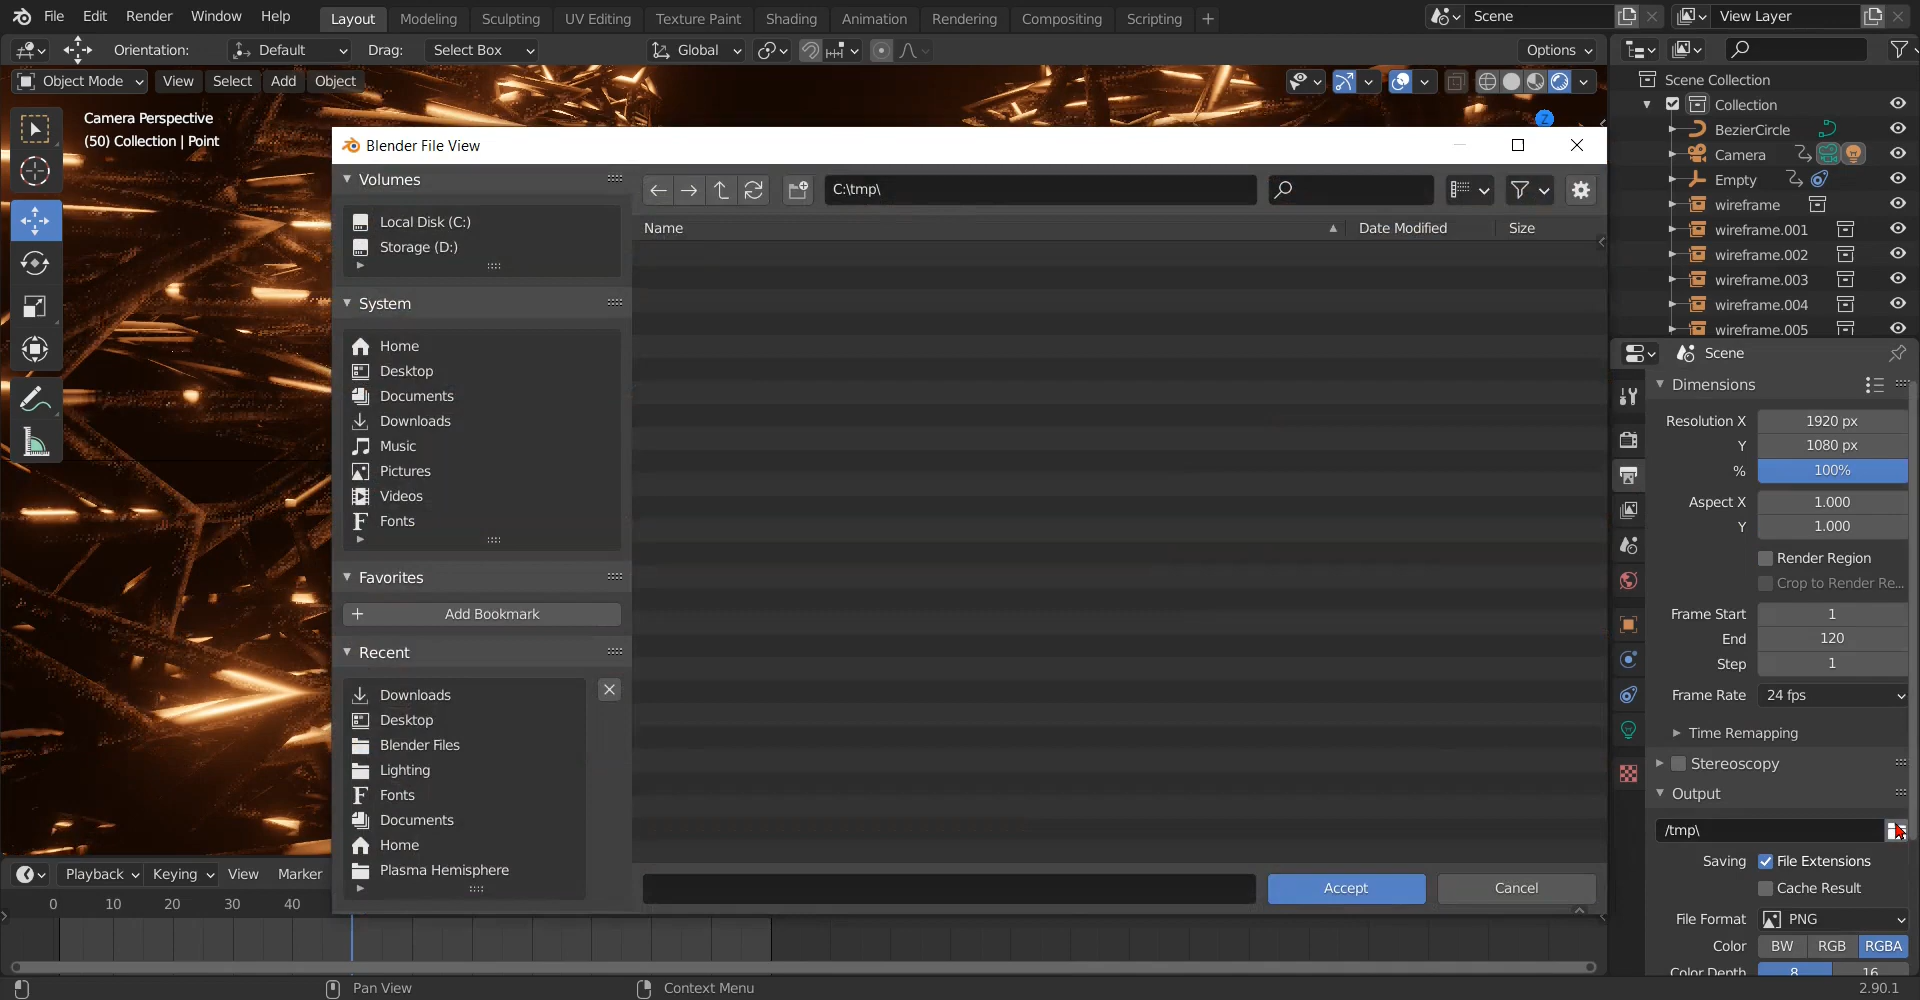 File Edit Render Window Help Layout Modeling Sculpting UV Editing Texture Paint Shading Animation Rendering Compositing Scripting + Scene View Layer
Orientation: Default Drag: Select Box Global Options
Object Mode View Select Add Object
Camera Perspective
(50) Collection | Point
Z
Blender File View
Volumes
Local Disk (C:)
Storage (D:)
System
Home
Desktop
Documents
Downloads
Music
Pictures
Videos
Fonts
Favorites
Add Bookmark
Recent
Downloads
Desktop
Blender Files
Lighting
Fonts
Documents
Home
Plasma Hemisphere
C:\tmp\
Name Date Modified Size
Accept Cancel
Scene Collection
Collection
BezierCircle
Camera
Empty
wireframe
wireframe.001
wireframe.002
wireframe.003
wireframe.004
wireframe.005
Scene
Dimensions
Resolution X 1920 px
Y 1080 px
% 100%
Aspect X 1.000
Y 1.000
Render Region
Crop to Render Re...
Frame Start 1
End 120
Step 1
Frame Rate 24 fps
Time Remapping
Stereoscopy
Output
/tmp\
Saving File Extensions
Cache Result
File Format PNG
Color BW RGB RGBA
Color Depth 8 16
Playback Keying View Marker
0 10 20 30 40
Pan View Context Menu 2.90.1